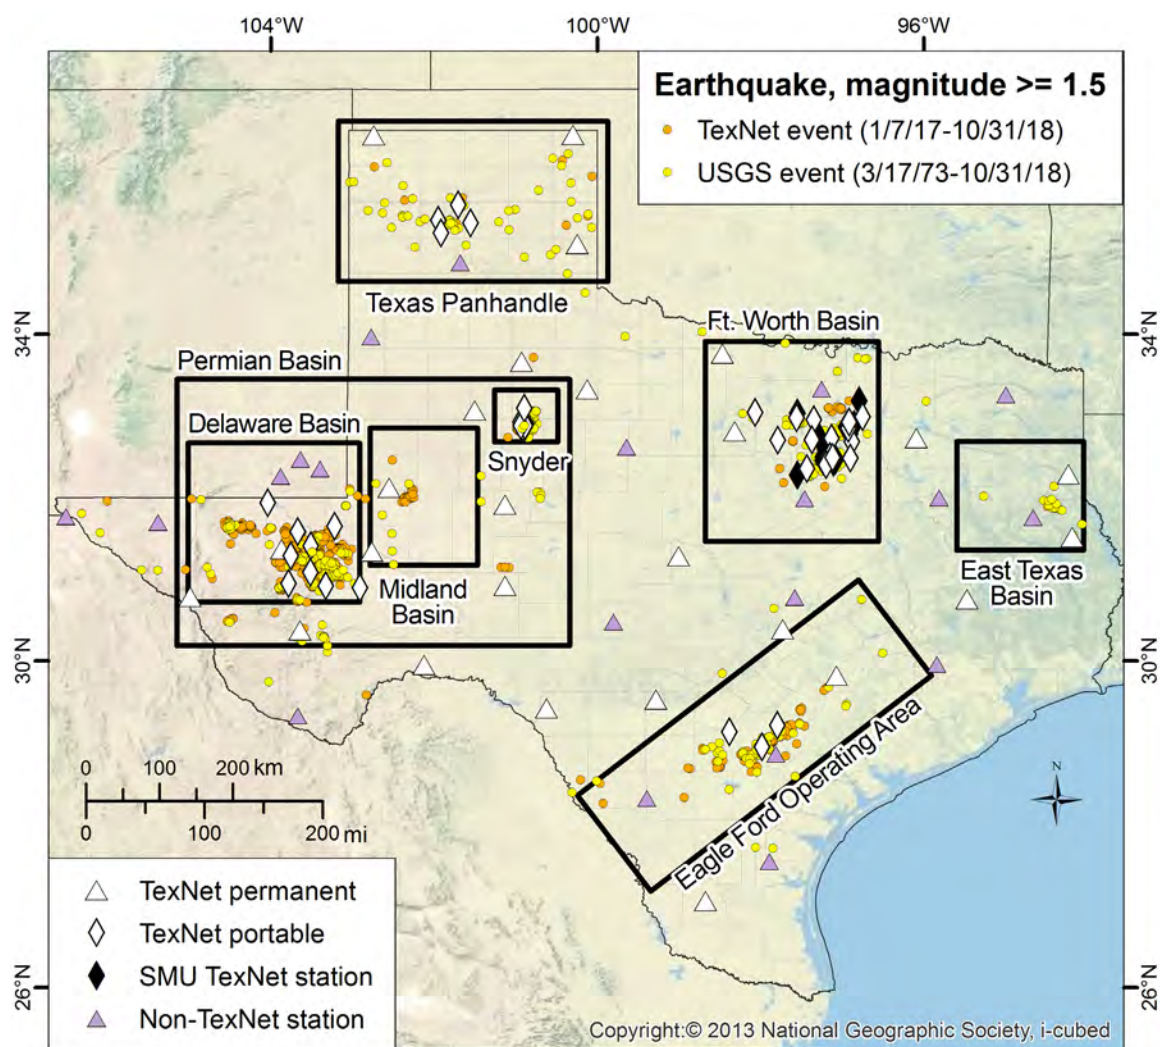 104°W
100°W
96°W
Earthquake, magnitude >= 1.5
TexNet event (1/7/17-10/31/18)
USGS event (3/17/73-10/31/18)
Texas Panhandle
34°N
34°N
Ft. Worth Basin
Permian Basin
Delaware Basin
Snyder
Midland
Basin
East Texas
Basin
30°N
30°N
Eagle Ford Operating Area
0 100 200 km
0 100 200 mi
N
TexNet permanent
TexNet portable
SMU TexNet station
Non-TexNet station
26°N
26°N
Copyright:© 2013 National Geographic Society, i-cubed